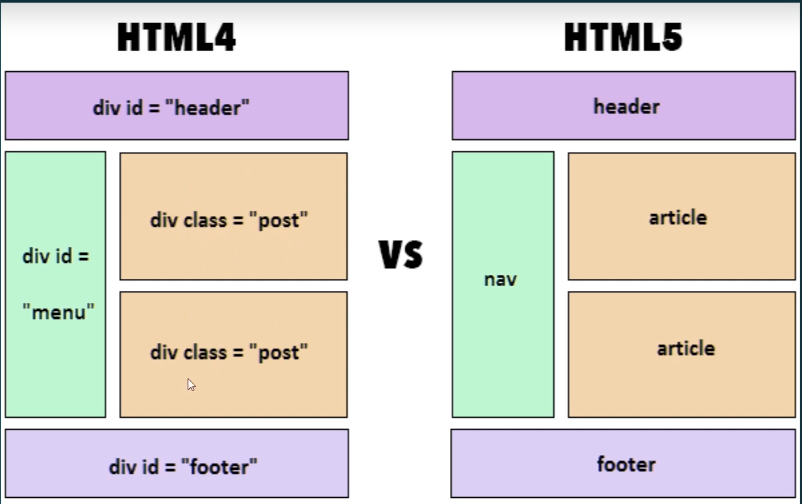 HTML4
div id = "header"
div id =
"menu"
div class = "post"
div class = "post"
div id = "footer"
VS
HTML5
header
nav
article
article
footer